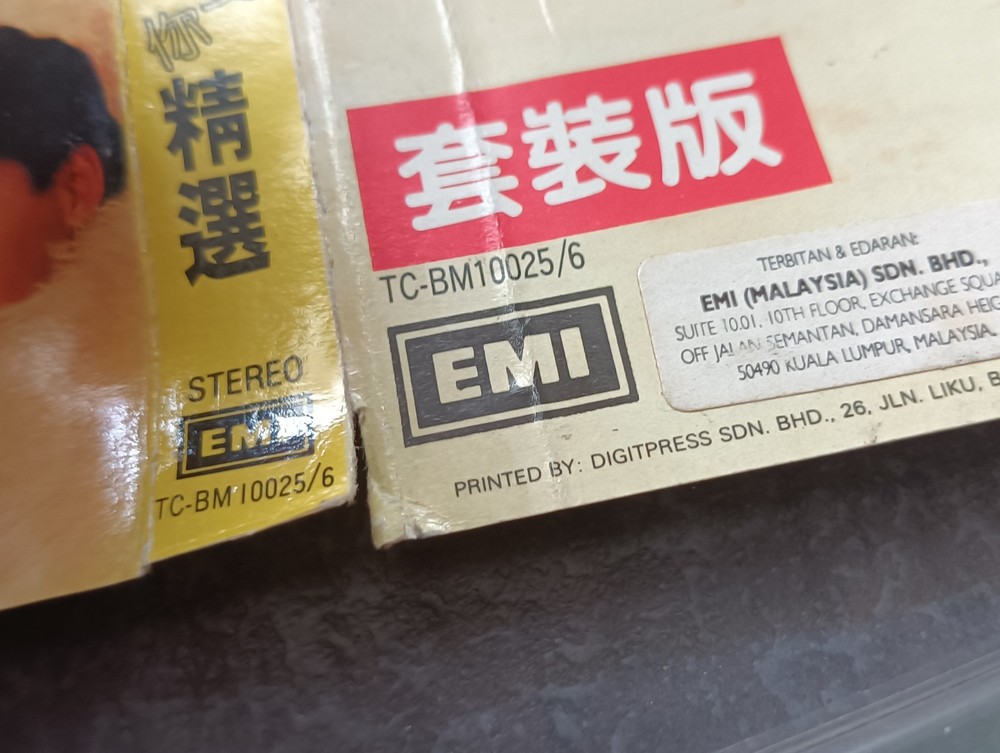 你一
精選
STEREO
EMI
TC-BM10025/6
套裝版
TC-BM10025/6
EMI
TERBITAN & EDARAN:
EMI (MALAYSIA) SDN. BHD.,
SUITE 10.01, 10TH FLOOR, EXCHANGE SQUA
OFF JALAN SEMANTAN, DAMANSARA HEIG
50490 KUALA LUMPUR, MALAYSIA.
PRINTED BY: DIGITPRESS SDN. BHD., 26, JLN. LIKU, B